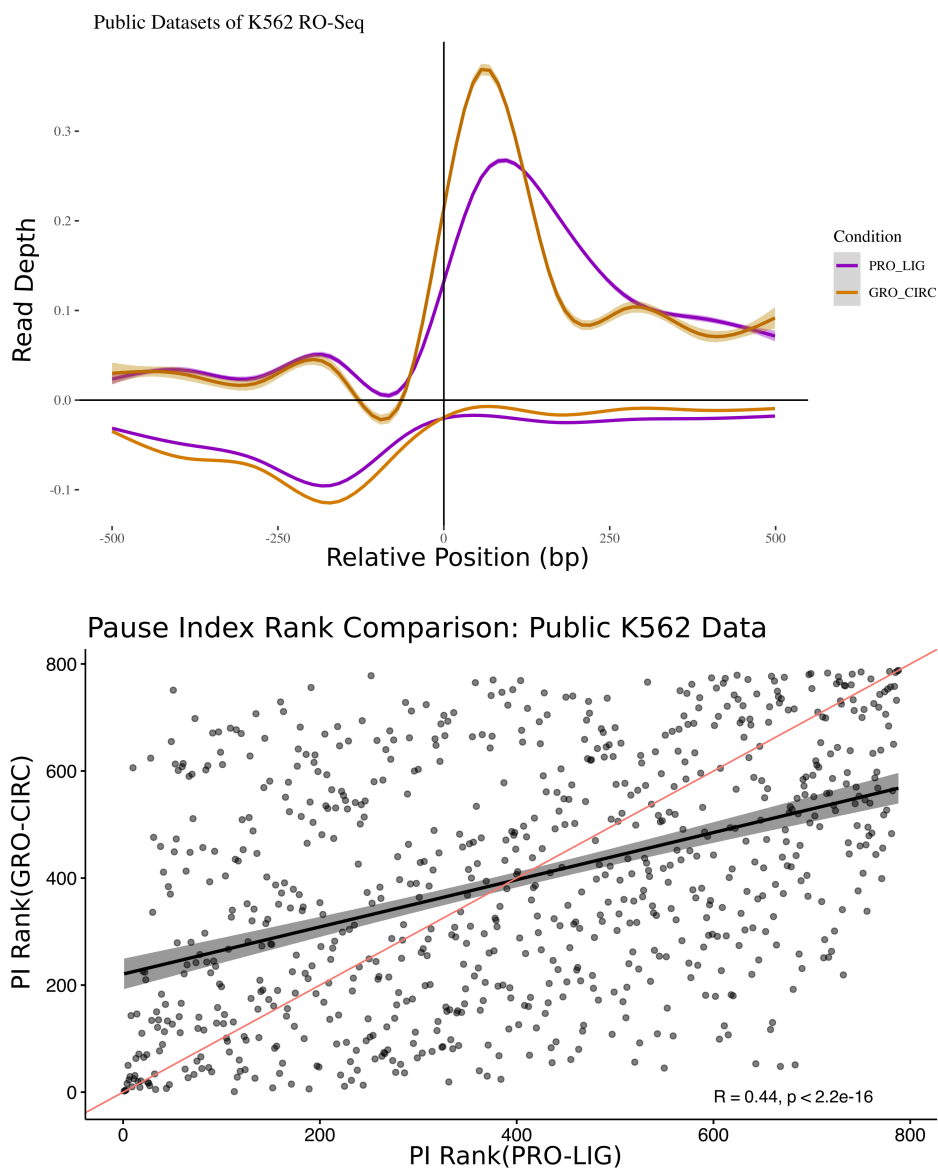 Public Datasets of K562 RO-Seq
0.3
0.2
0.1
0.0
-0.1
Read Depth
-500
-250
0
250
500
Relative Position (bp)
Condition
PRO_LIG
GRO_CIRC
Pause Index Rank Comparison: Public K562 Data
800
600
400
200
0
PI Rank(GRO-CIRC)
R = 0.44, p < 2.2e-16
0
200
400
600
800
PI Rank(PRO-LIG)